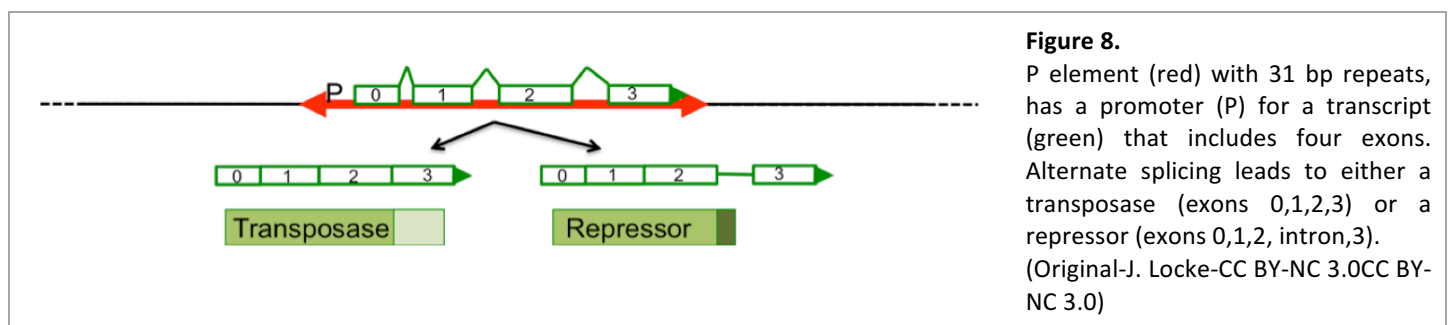 P
0 1 2 3
0 1 2 3
0 1 2 3
Transposase
Repressor
Figure 8.
P element (red) with 31 bp repeats,
has a promoter (P) for a transcript
(green) that includes four exons.
Alternate splicing leads to either a
transposase (exons 0,1,2,3) or a
repressor (exons 0,1,2, intron,3).
(Original-J. Locke-CC BY-NC 3.0CC BY-
NC 3.0)